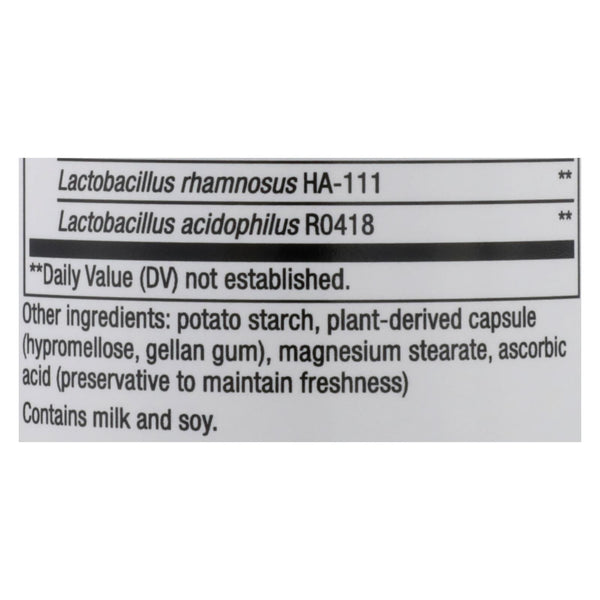 Lactobacillus rhamnosus HA-111 **
Lactobacillus acidophilus R0418 **
**Daily Value (DV) not established.
Other ingredients: potato starch, plant-derived capsule
(hypromellose, gellan gum), magnesium stearate, ascorbic
acid (preservative to maintain freshness)
Contains milk and soy.